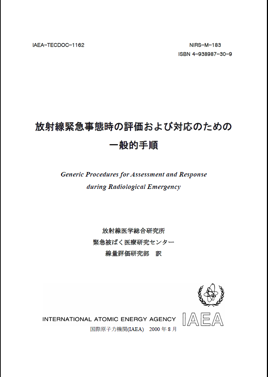 IAEA-TECDOC-1162
NIRS-M-183
ISBN 4-938987-30-9
放射線緊急事態時の評価および対応のための
一般的手順
Generic Procedures for Assessment and Response
during Radiological Emergency
放射線医学総合研究所
緊急被ばく医療研究センター
線量評価研究部 訳
INTERNATIONAL ATOMIC ENERGY AGENCY
IAEA
国際原子力機関(IAEA) 2000 年 8 月